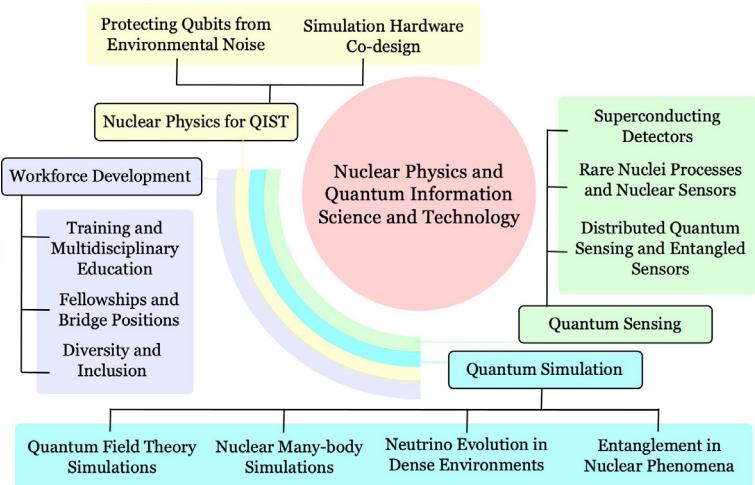 Protecting Qubits from
Environmental Noise
Simulation Hardware
Co-design
Nuclear Physics for QIST
Nuclear Physics and
Quantum Information
Science and Technology
Workforce Development
Training and
Multidisciplinary
Education
Fellowships and
Bridge Positions
Diversity and
Inclusion
Superconducting
Detectors
Rare Nuclei Processes
and Nuclear Sensors
Distributed Quantum
Sensing and Entangled
Sensors
Quantum Sensing
Quantum Simulation
Quantum Field Theory
Simulations
Nuclear Many-body
Simulations
Neutrino Evolution in
Dense Environments
Entanglement in
Nuclear Phenomena